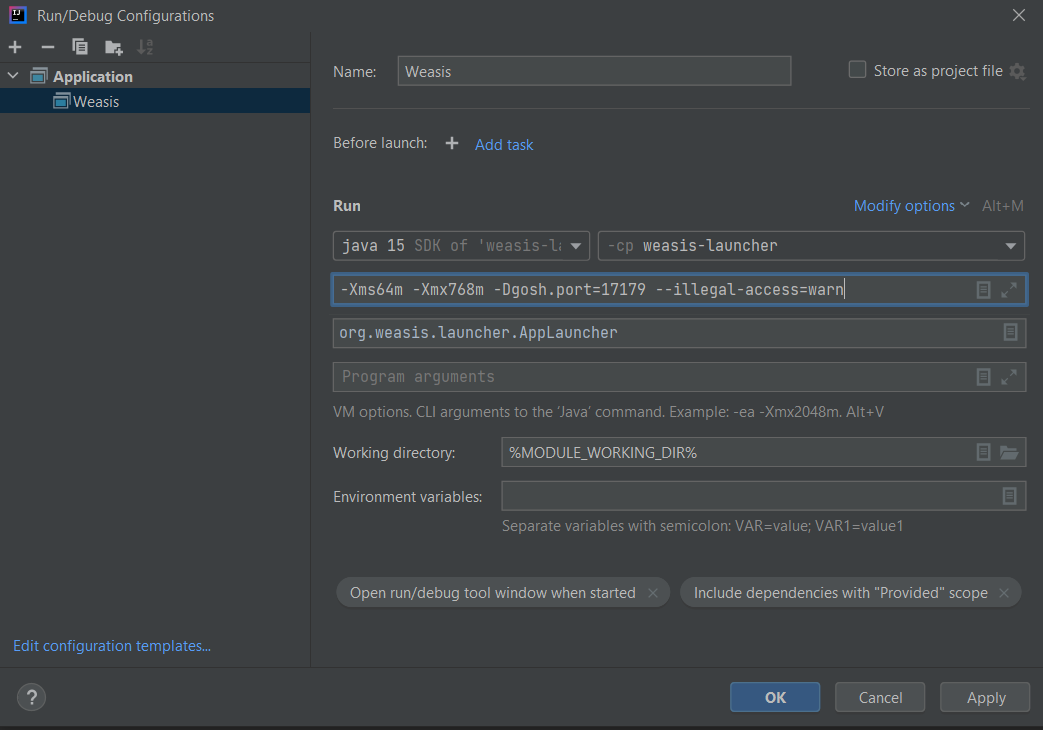 Run/Debug Configurations
Application
Weasis
Edit configuration templates...
Name: Weasis Store as project file
Before launch: Add task
Run Modify options Alt+M
java 15 SDK of 'weasis-la -cp weasis-launcher
-Xms64m -Xmx768m -Dgosh.port=17179 --illegal-access=warn
org.weasis.launcher.AppLauncher
Program arguments
VM options. CLI arguments to the ‘Java’ command. Example: -ea -Xmx2048m. Alt+V
Working directory: %MODULE_WORKING_DIR%
Environment variables:
Separate variables with semicolon: VAR=value; VAR1=value1
Open run/debug tool window when started Include dependencies with "Provided" scope
? OK Cancel Apply